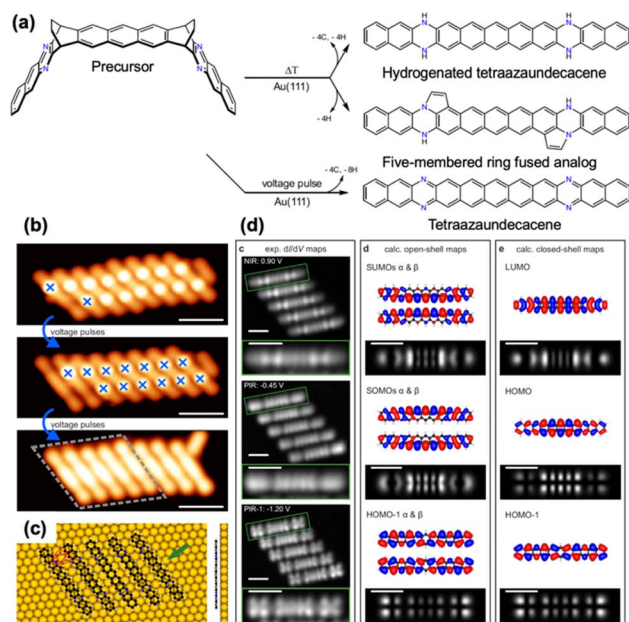 (a)
N
N
N
N
Precursor
ΔT
Au(111)
- 4C, - 4H
- 4H
H
N
H
N
N
H
N
H
Hydrogenated tetraazaundecacene
N
H
N
N
H
N
Five-membered ring fused analog
voltage pulse
Au(111)
- 4C, - 8H
N
N
N
N
Tetraazaundecacene
(b)
voltage pulses
voltage pulses
(c)
(d)
c exp. dI/dV maps
NIR: 0.90 V
PIR: -0.45 V
PIR-1: -1.20 V
d calc. open-shell maps
SUMOs α & β
SOMOs α & β
HOMO-1 α & β
e calc. closed-shell maps
LUMO
HOMO
HOMO-1